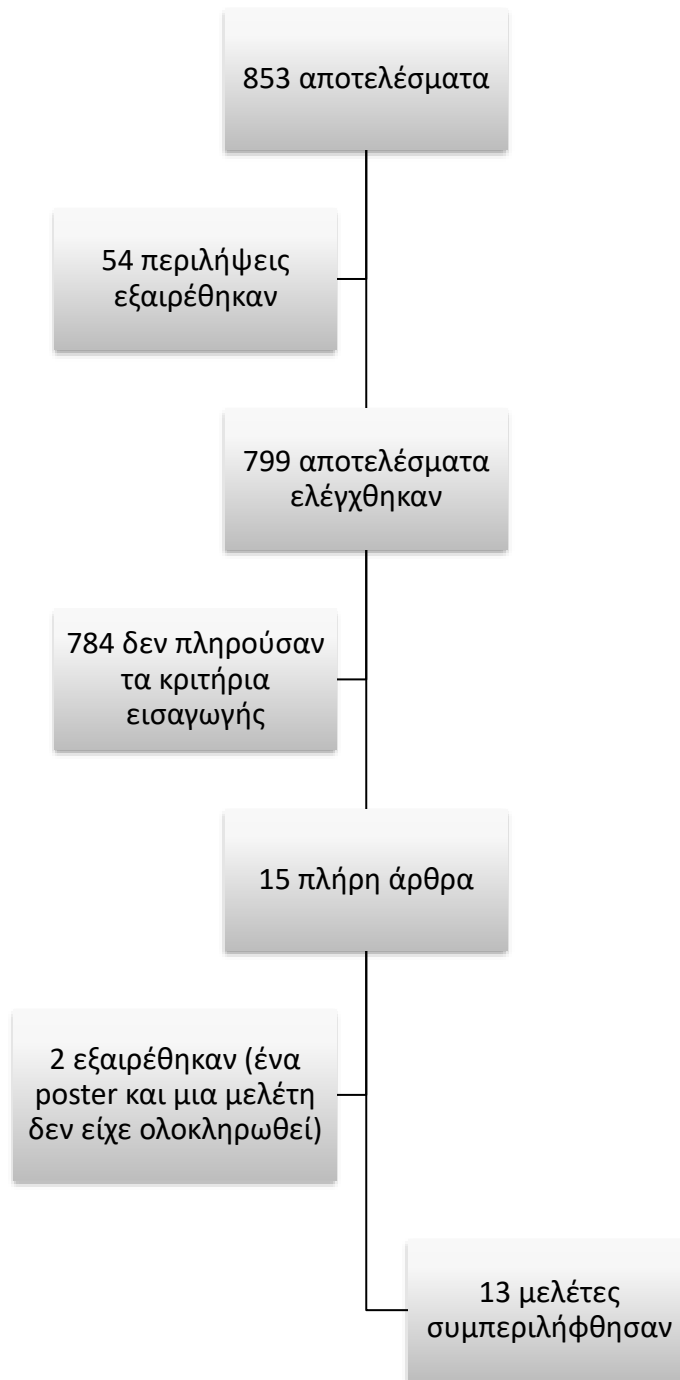 853 αποτελέσματα
54 περιλήψεις
εξαιρέθηκαν
799 αποτελέσματα
ελέγχθηκαν
784 δεν πληρούσαν
τα κριτήρια
εισαγωγής
15 πλήρη άρθρα
2 εξαιρέθηκαν (ένα
poster και μια μελέτη
δεν είχε ολοκληρωθεί)
13 μελέτες
συμπεριλήφθησαν